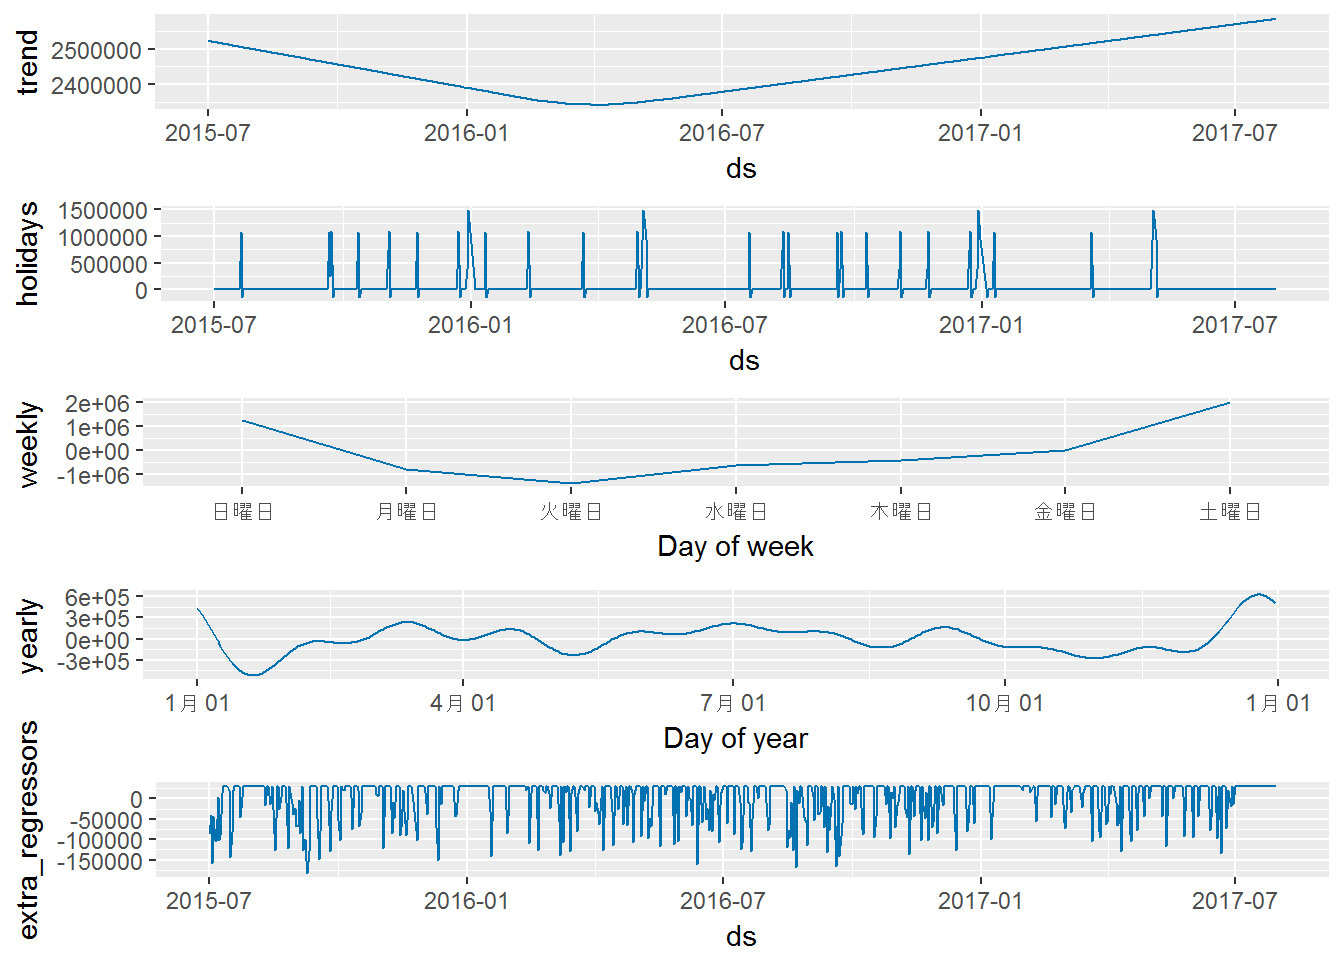 trend
2500000
2400000
2015-07 2016-01 2016-07 2017-01 2017-07
ds
holidays
1500000
1000000
500000
0
2015-07 2016-01 2016-07 2017-01 2017-07
ds
weekly
2e+06
1e+06
0e+00
-1e+06
日曜日 月曜日 火曜日 水曜日 木曜日 金曜日 土曜日
Day of week
yearly
6e+05
3e+05
0e+00
-3e+05
1月 01 4月 01 7月 01 10月 01 1月 01
Day of year
extra_regressors
0
-50000
-100000
-150000
2015-07 2016-01 2016-07 2017-01 2017-07
ds